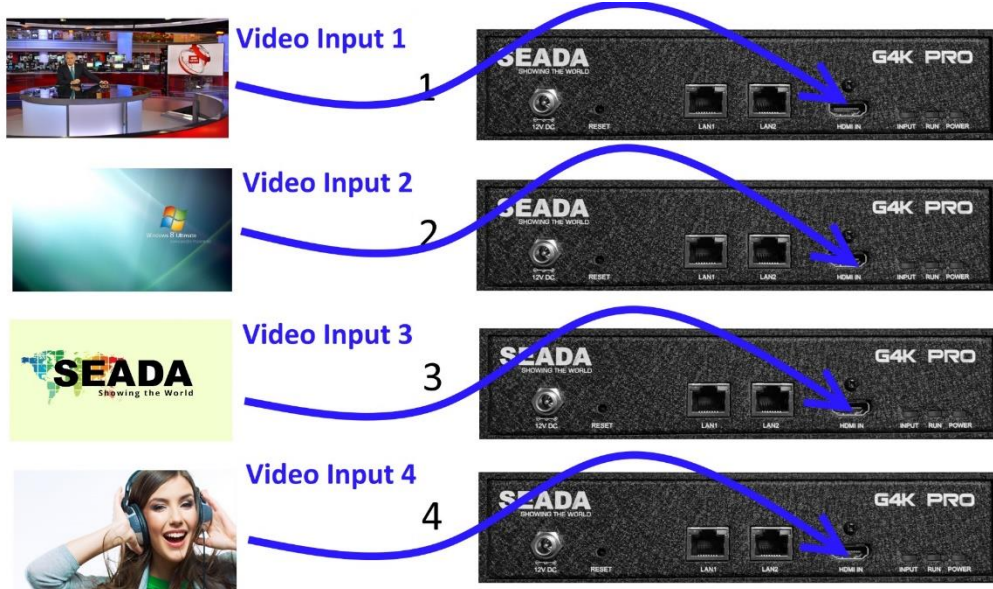 Video Input 1
1
SEADA
SHOWING THE WORLD
G4K PRO
12V DC
RESET
LAN1
LAN2
HDMI IN
INPUT RUN POWER
Video Input 2
2
SEADA
SHOWING THE WORLD
G4K PRO
12V DC
RESET
LAN1
LAN2
HDMI IN
INPUT RUN POWER
SEADA
Showing the World
Video Input 3
3
SEADA
SHOWING THE WORLD
G4K PRO
12V DC
RESET
LAN1
LAN2
HDMI IN
INPUT RUN POWER
Video Input 4
4
SEADA
SHOWING THE WORLD
G4K PRO
12V DC
RESET
LAN1
LAN2
HDMI IN
INPUT RUN POWER